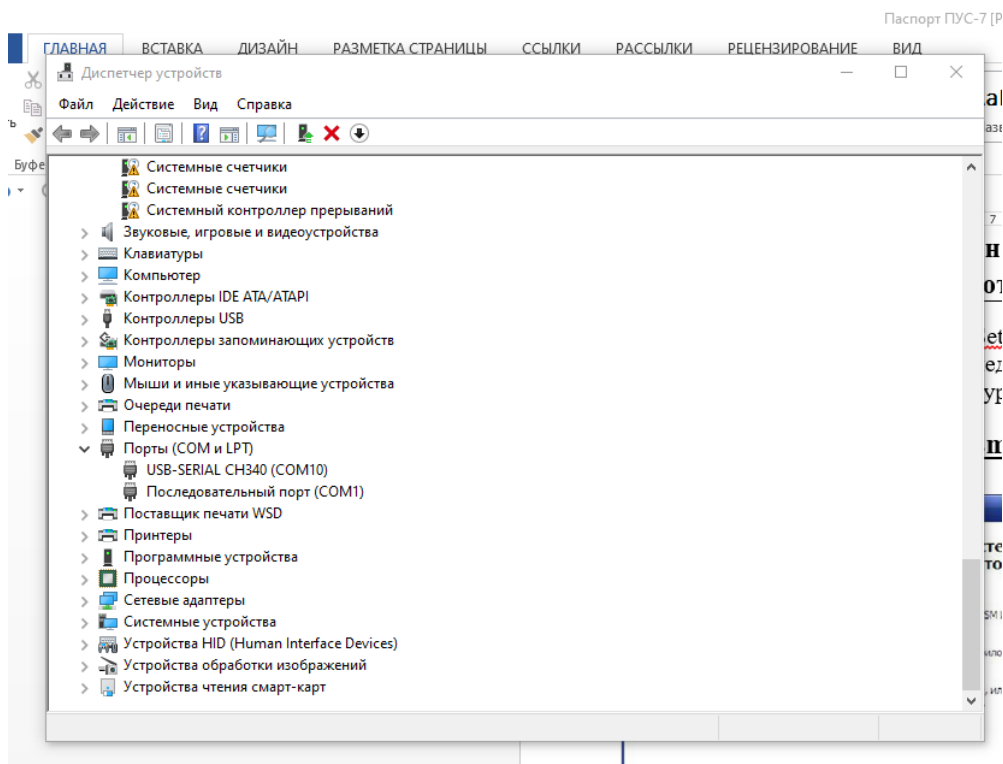 Паспорт ПУС-7 [Р
ГЛАВНАЯ ВСТАВКА ДИЗАЙН РАЗМЕТКА СТРАНИЦЫ ССЫЛКИ РАССЫЛКИ РЕЦЕНЗИРОВАНИЕ ВИД
Диспетчер устройств
Файл Действие Вид Справка
Буфе
Системные счетчики
Системные счетчики
Системный контроллер прерываний
7
Звуковые, игровые и видеоустройства
Клавиатуры
Компьютер
Контроллеры IDE ATA/ATAPI
Контроллеры USB
Контроллеры запоминающих устройств
Мониторы
Мыши и иные указывающие устройства
Очереди печати
Переносные устройства
Порты (COM и LPT)
USB-SERIAL CH340 (COM10)
Последовательный порт (COM1)
Поставщик печати WSD
Принтеры
Программные устройства
Процессоры
Сетевые адаптеры
Системные устройства
Устройства HID (Human Interface Devices)
Устройства обработки изображений
Устройства чтения смарт-карт